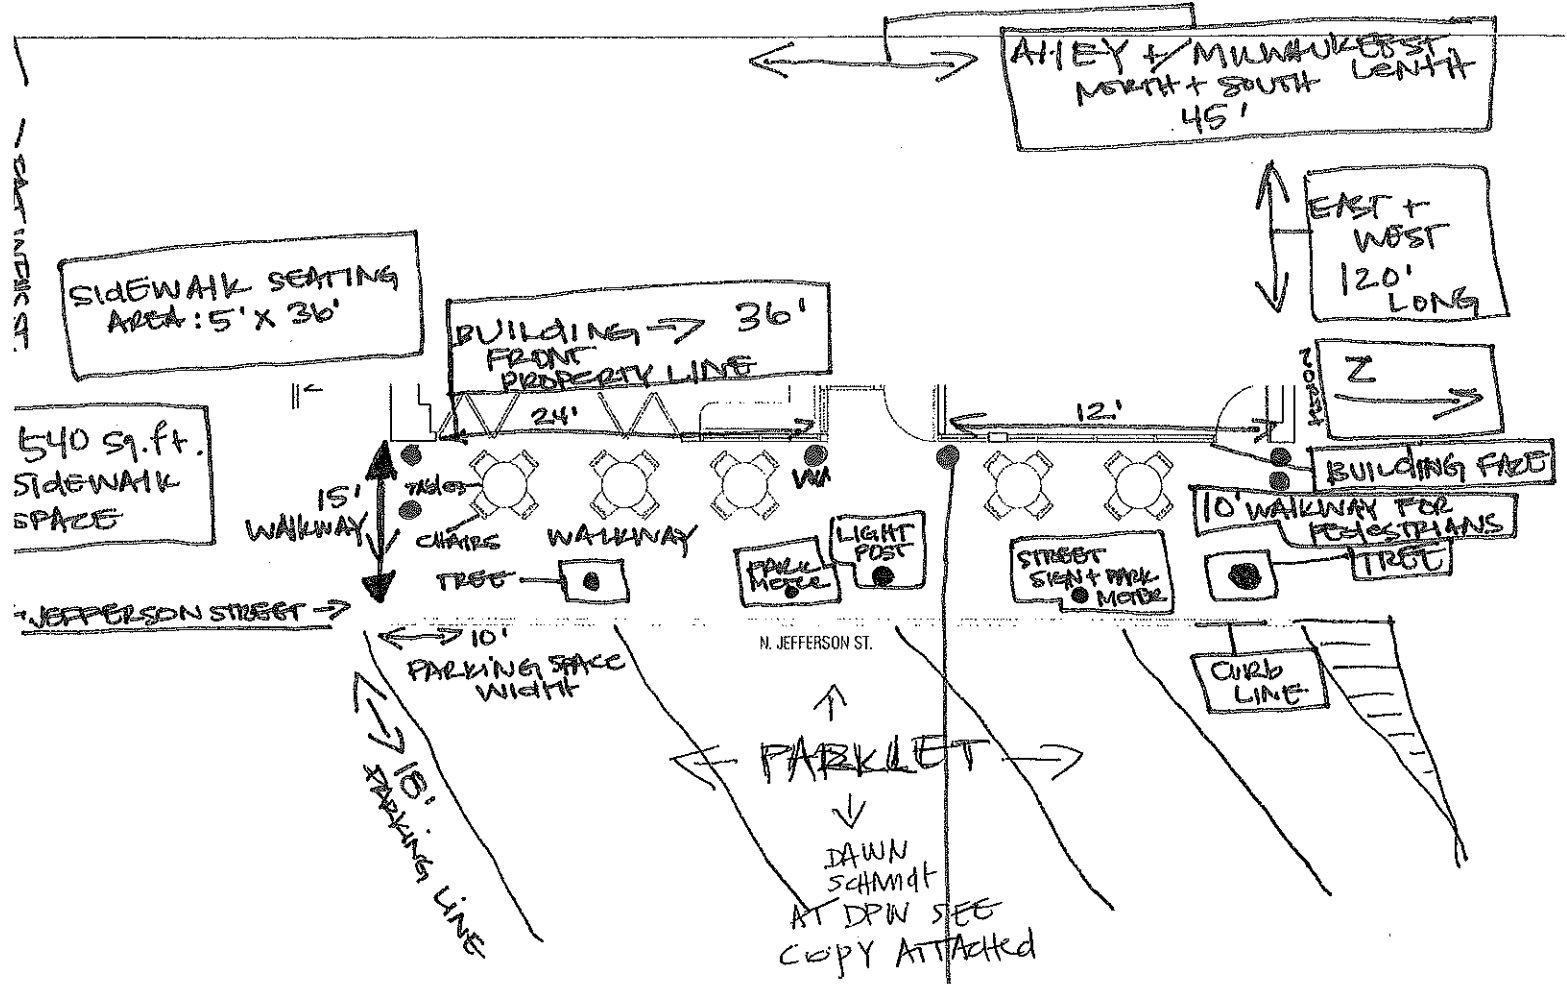 ALLEY + / MILWAUKEE ST
NORTH + SOUTH LENTH
45'
EAST +
WEST
120'
LONG
SIDEWALK SEATING
AREA: 5' X 36'
BUILDING → 36'
FRONT
PROPERTY LINE
Z
24'
12'
540 Sq.ft.
SIDEWALK
SPACE
BUILDING FACE
15'
WALKWAY
TABLES
CHAIRS
WALKWAY
10' WALKWAY FOR
PEDESTRIANS
LIGHT
POST
PARK
TREE
STREET
SIGN + PARK
METER
TREE
JEFFERSON STREET →
N. JEFFERSON ST.
10'
PARKING SPACE
WIDTH
CURB
LINE
18'
PARKING LINE
PARKLET
DAWN
SCHMIDT
AT DPW SEE
COPY ATTACHED